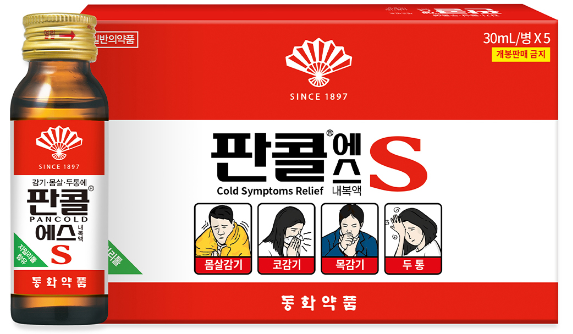 일반의약품
30mL/병 X 5
개봉판매 금지
SINCE 1897
판콜®에스 내복액 S
Cold Symptoms Relief
몸살감기
코감기
목감기
두통
동화약품
SINCE 1897
감기·몸살·두통에
판콜®
PANCOLD
에스 내복액
S
동화약품